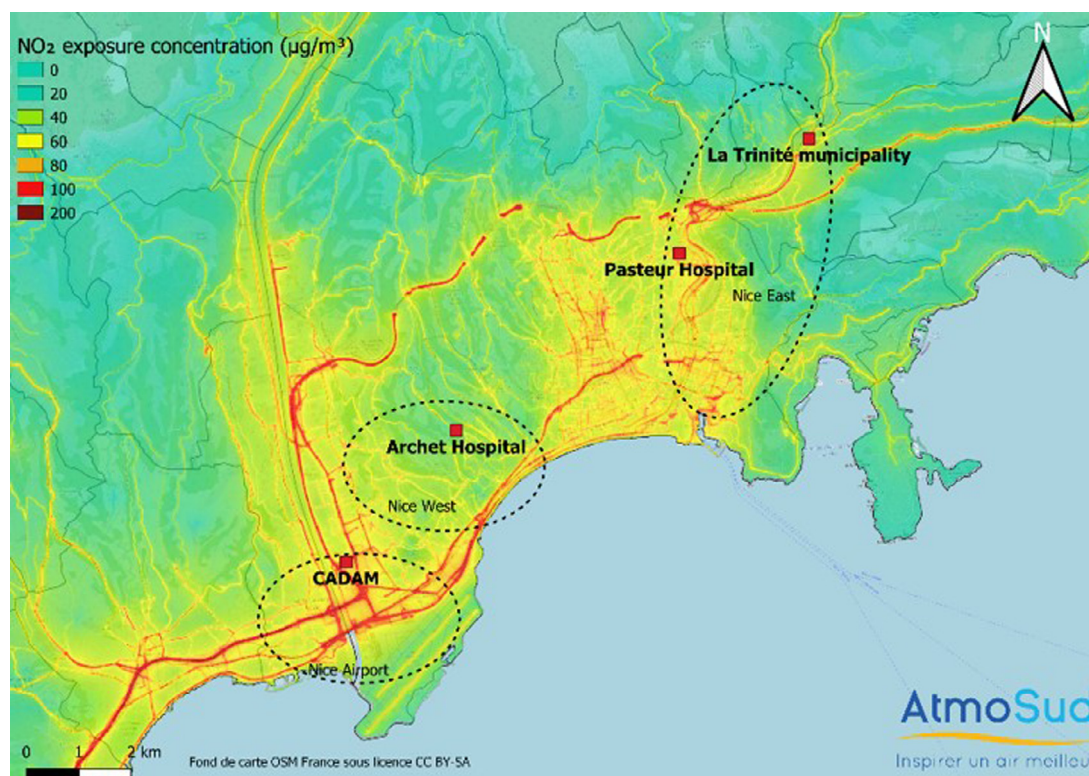 NO₂ exposure concentration (µg/m³)
0
20
40
60
80
100
200
N
La Trinité municipality
Pasteur Hospital
Nice East
Archet Hospital
Nice West
CADAM
Nice Airport
0 1 2 km
Fond de carte OSM France sous licence CC BY-SA
AtmoSud
Inspirer un air meilleu